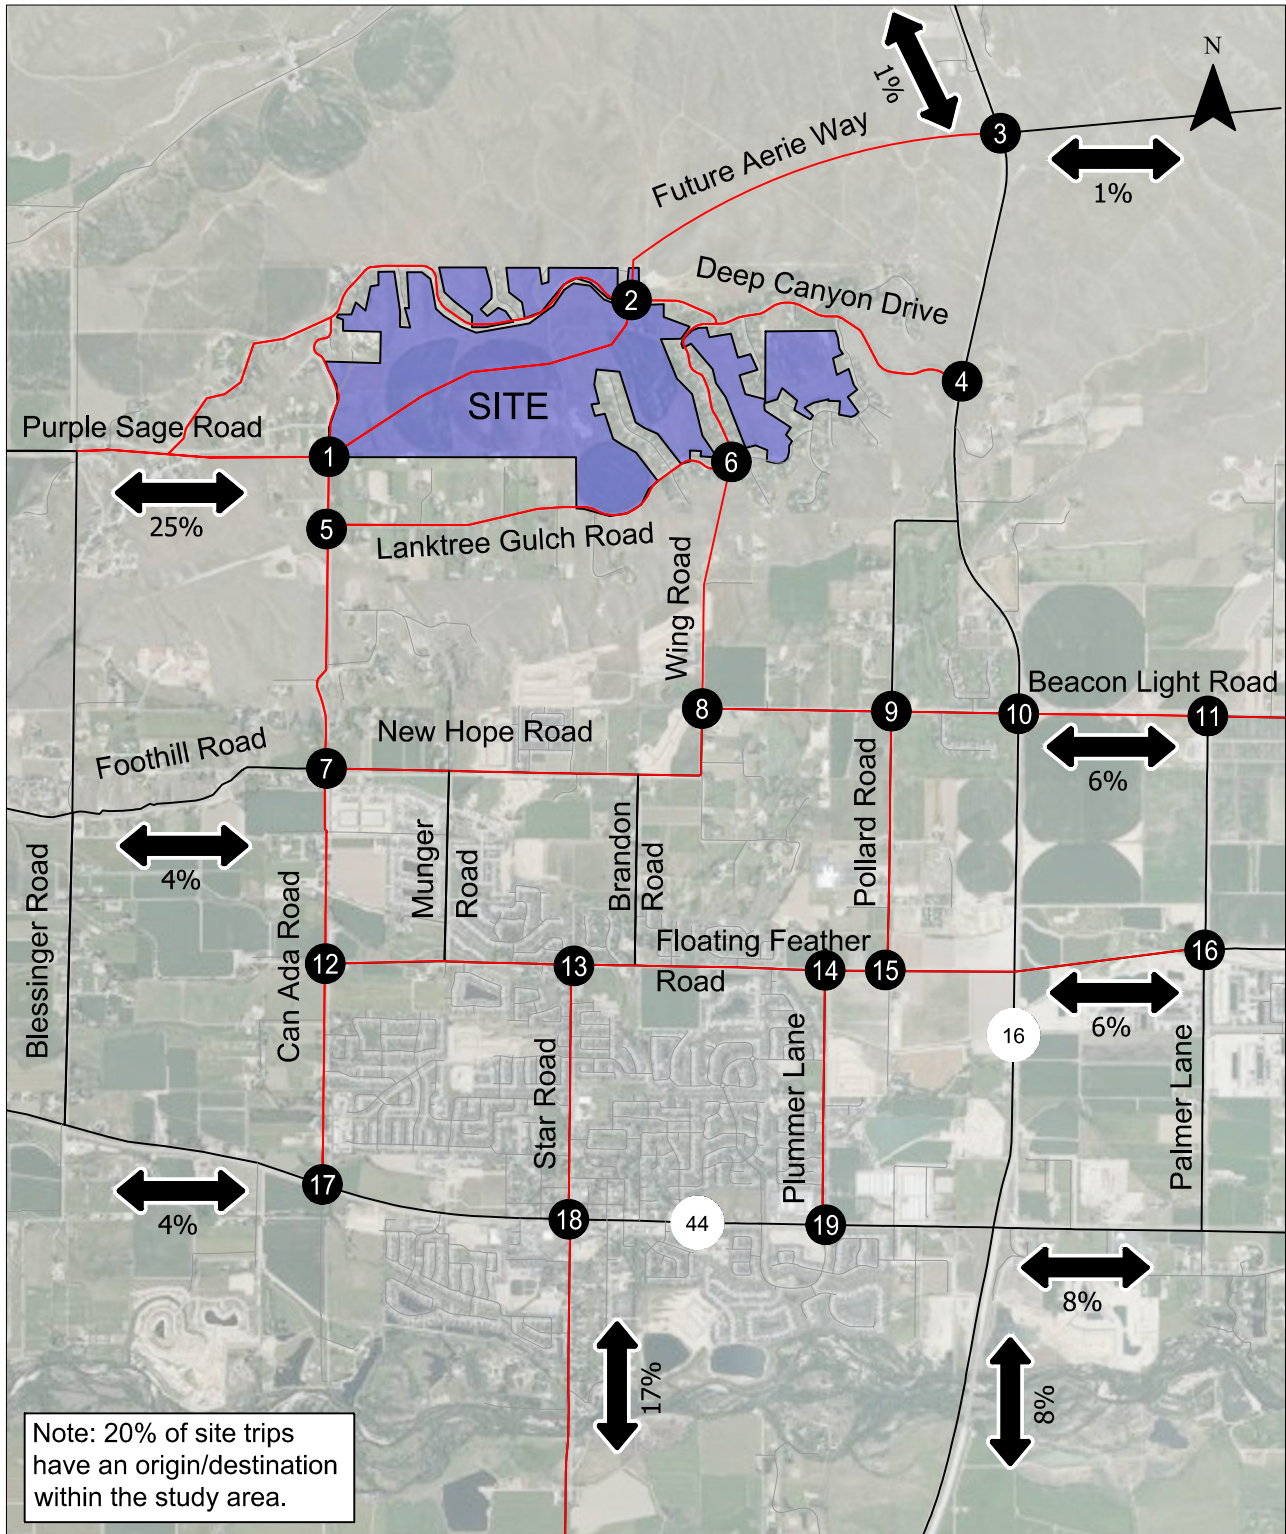 1%
N
3
Future Aerie Way
1%
Deep Canyon Drive
2
4
SITE
Purple Sage Road
1
6
25%
5
Lanktree Gulch Road
Wing Road
Beacon Light Road
8
9
10
11
New Hope Road
Foothill Road
7
6%
Pollard Road
Munger
Road
Brandon
Road
4%
Blessinger Road
Can Ada Road
Floating Feather
Road
12
13
14
15
16
6%
16
Star Road
Plummer Lane
Palmer Lane
17
4%
18
44
19
8%
17%
8%
Note: 20% of site trips
have an origin/destination
within the study area.